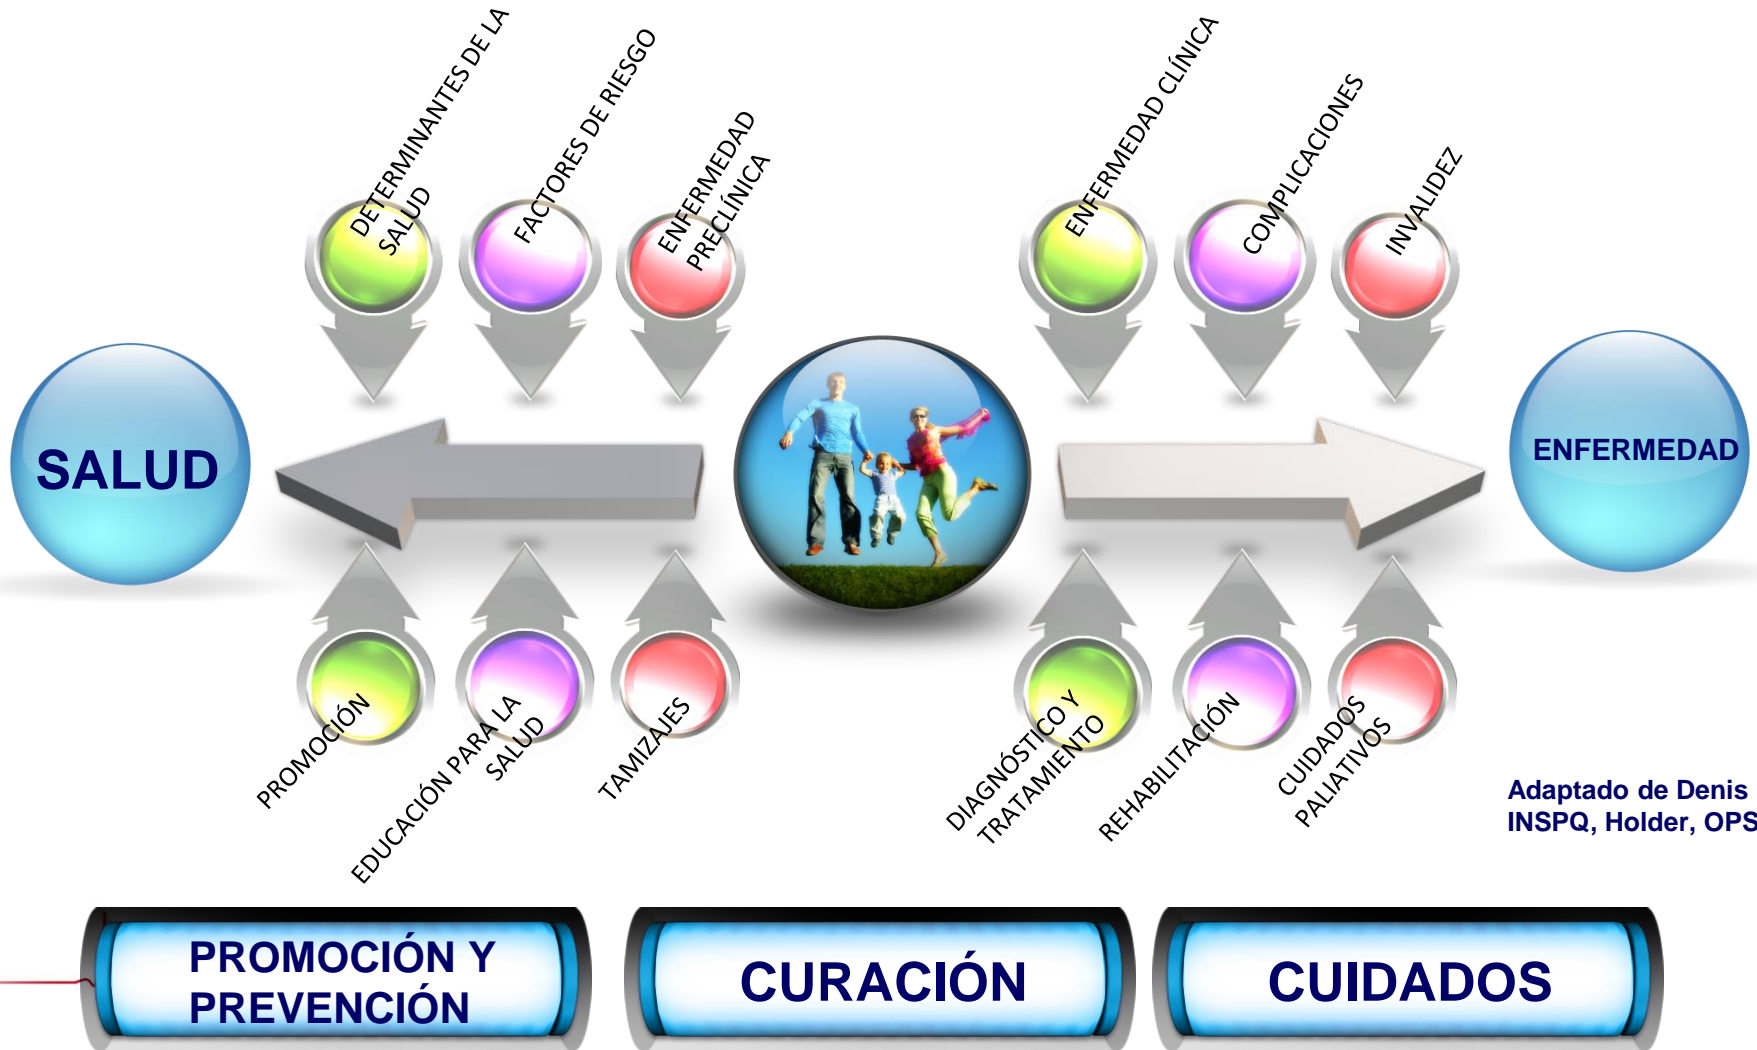 DETERMINANTES DE LA
SALUD
FACTORES DE RIESGO
ENFERMEDAD
PRECLÍNICA
ENFERMEDAD CLÍNICA
COMPLICACIONES
INVALIDEZ
SALUD
ENFERMEDAD
PROMOCIÓN
EDUCACIÓN PARA LA
SALUD
TAMIZAJES
DIAGNÓSTICO Y
TRATAMIENTO
REHABILITACIÓN
CUIDADOS
PALIATIVOS
Adaptado de Denis
INSPQ, Holder, OPS
PROMOCIÓN Y
PREVENCIÓN
CURACIÓN
CUIDADOS